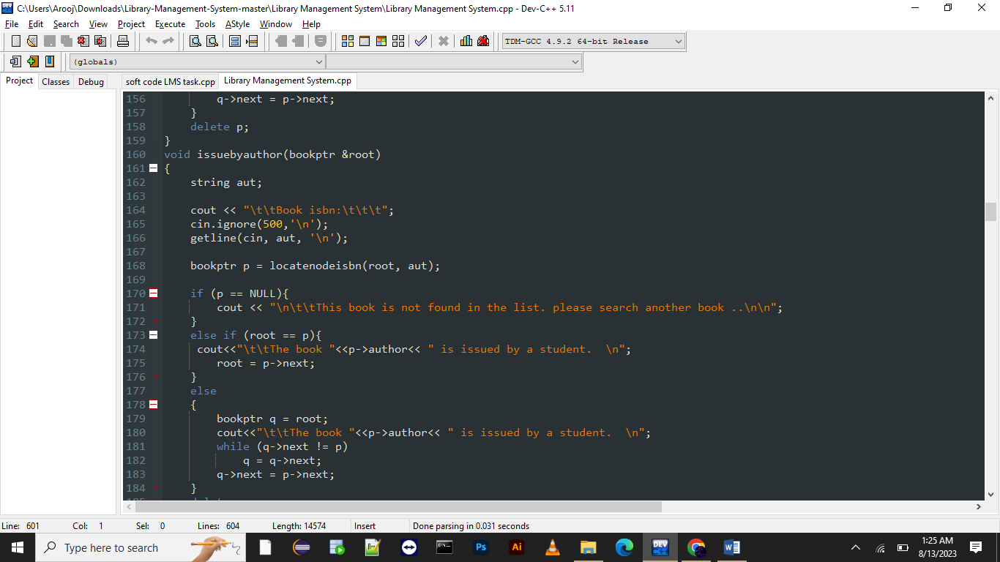 C:\Users\Arooj\Downloads\Library-Management-System-master\Library Management System\Library Management System.cpp - Dev-C++ 5.11
File Edit Search View Project Execute Tools AStyle Window Help
TDM-GCC 4.9.2 64-bit Release
(globals)
Project Classes Debug soft code LMS task.cpp Library Management System.cpp
156 q->next = p->next;
157 }
158 delete p;
159 }
160 void issuebyauthor(bookptr &root)
161 {
162 string aut;
163
164 cout << "\t\tBook isbn:\t\t\t";
165 cin.ignore(500,'\n');
166 getline(cin, aut, '\n');
167
168 bookptr p = locatenodeisbn(root, aut);
169
170 if (p == NULL){
171 cout << "\n\t\tThis book is not found in the list. please search another book ..\n\n";
172 }
173 else if (root == p){
174 cout<<"\t\tThe book "<<p->author<< " is issued by a student.  \n";
175 root = p->next;
176 }
177 else
178 {
179 bookptr q = root;
180 cout<<"\t\tThe book "<<p->author<< " is issued by a student.  \n";
181 while (q->next != p)
182 q = q->next;
183 q->next = p->next;
184 }
Line: 601 Col: 1 Sel: 0 Lines: 604 Length: 14574 Insert Done parsing in 0.031 seconds
Type here to search
Ps
Ai
DEV
W
1:25 AM
8/13/2023